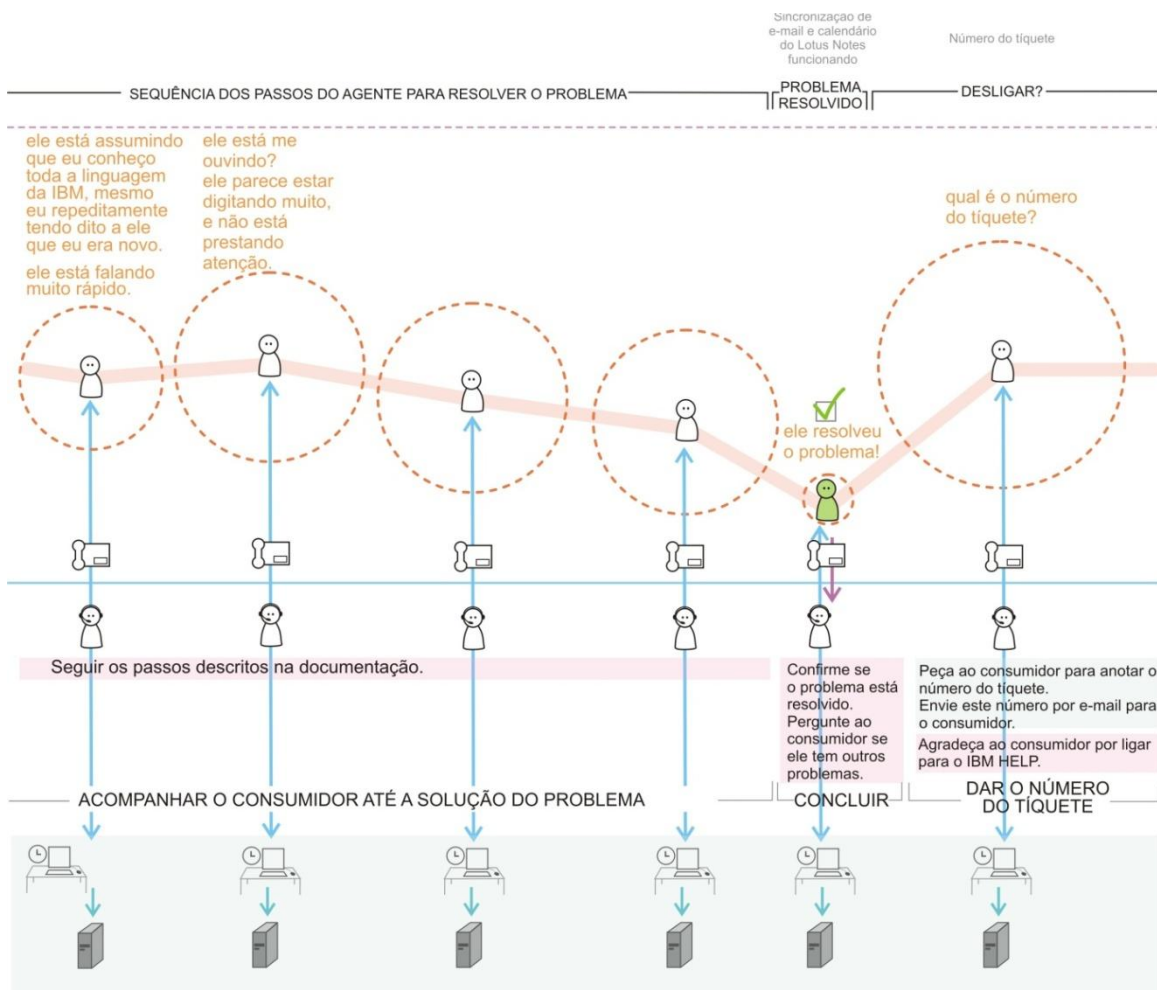 Sincronização de
e-mail e calendário
do Lotus Notes
funcionando
Número do tíquete
SEQUÊNCIA DOS PASSOS DO AGENTE PARA RESOLVER O PROBLEMA
PROBLEMA
RESOLVIDO
DESLIGAR?
ele está assumindo
que eu conheço
toda a linguagem
da IBM, mesmo
eu repeditamente
tendo dito a ele
que eu era novo.
ele está falando
muito rápido.
ele está me
ouvindo?
ele parece estar
digitando muito,
e não está
prestando
atenção.
qual é o número
do tíquete?
ele resolveu
o problema!
Seguir os passos descritos na documentação.
Confirme se
o problema está
resolvido.
Pergunte ao
consumidor se
ele tem outros
problemas.
Peça ao consumidor para anotar o
número do tíquete.
Envie este número por e-mail para
o consumidor.
Agradeça ao consumidor por ligar
para o IBM HELP.
ACOMPANHAR O CONSUMIDOR ATÉ A SOLUÇÃO DO PROBLEMA
CONCLUIR
DAR O NÚMERO
DO TÍQUETE